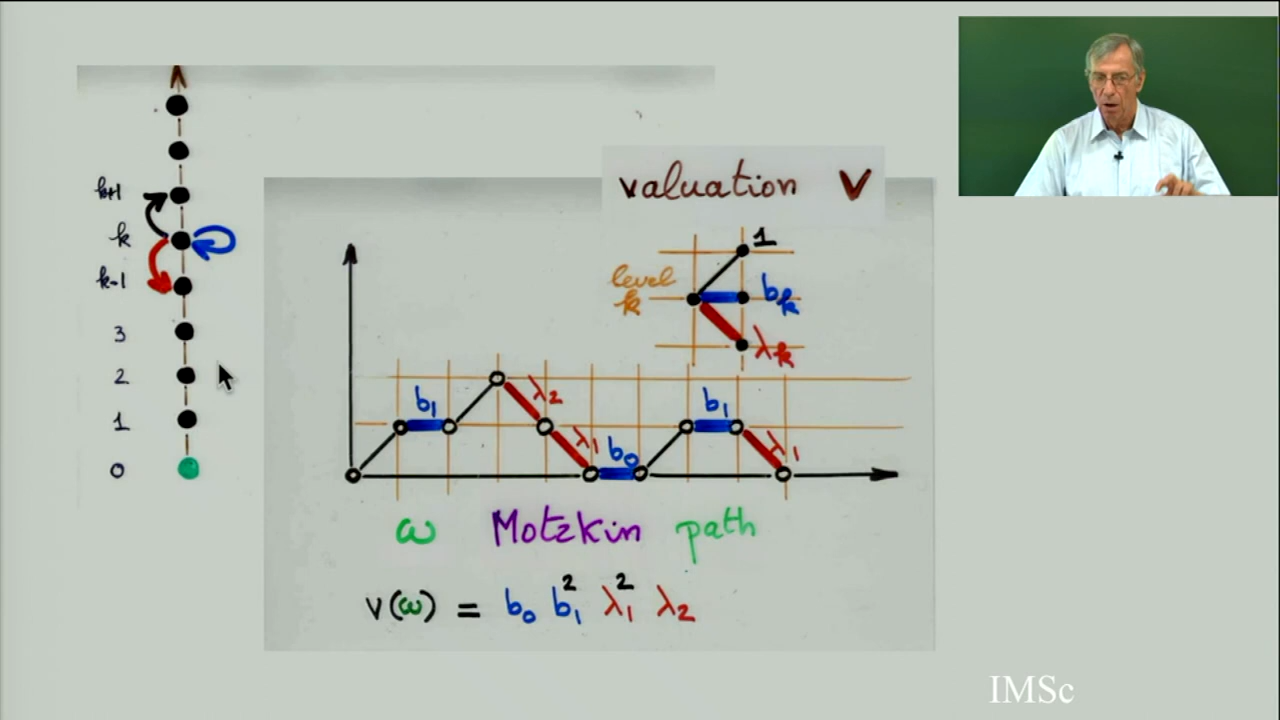 k+1
k
k-1
3
2
1
0
valuation V
1
level
k
b_k
λ_k
b₁
λ₂
λ₁
b₀
b₁
λ₁
ω Motzkin path
v(ω) = b₀ b₁² λ₁² λ₂
IMSc